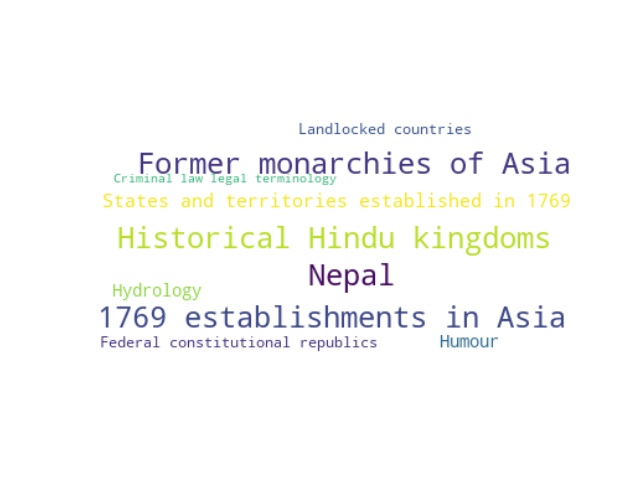 Landlocked countries
Former monarchies of Asia
Criminal law legal terminology
States and territories established in 1769
Historical Hindu kingdoms
Nepal
Hydrology
1769 establishments in Asia
Federal constitutional republics
Humour